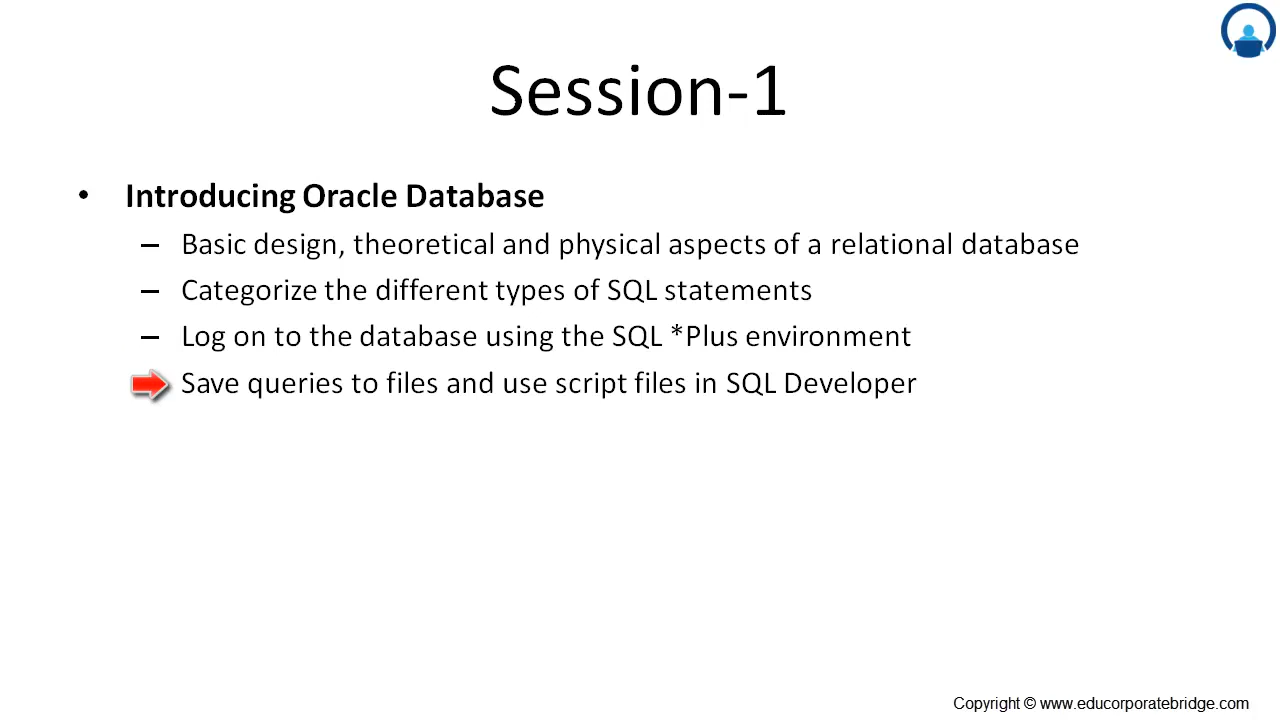 Session-1
• Introducing Oracle Database
– Basic design, theoretical and physical aspects of a relational database
– Categorize the different types of SQL statements
– Log on to the database using the SQL *Plus environment
Save queries to files and use script files in SQL Developer
Copyright © www.educorporatebridge.com